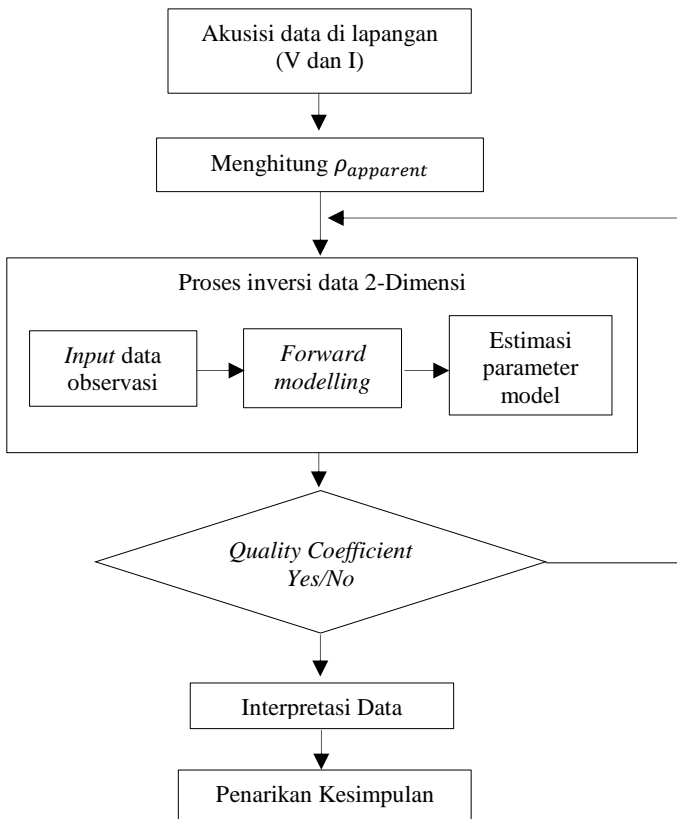 Akusisi data di lapangan
(V dan I)
Menghitung ρapparent
Proses inversi data 2-Dimensi
Input data
observasi
Forward
modelling
Estimasi
parameter
model
Quality Coefficient
Yes/No
Interpretasi Data
Penarikan Kesimpulan